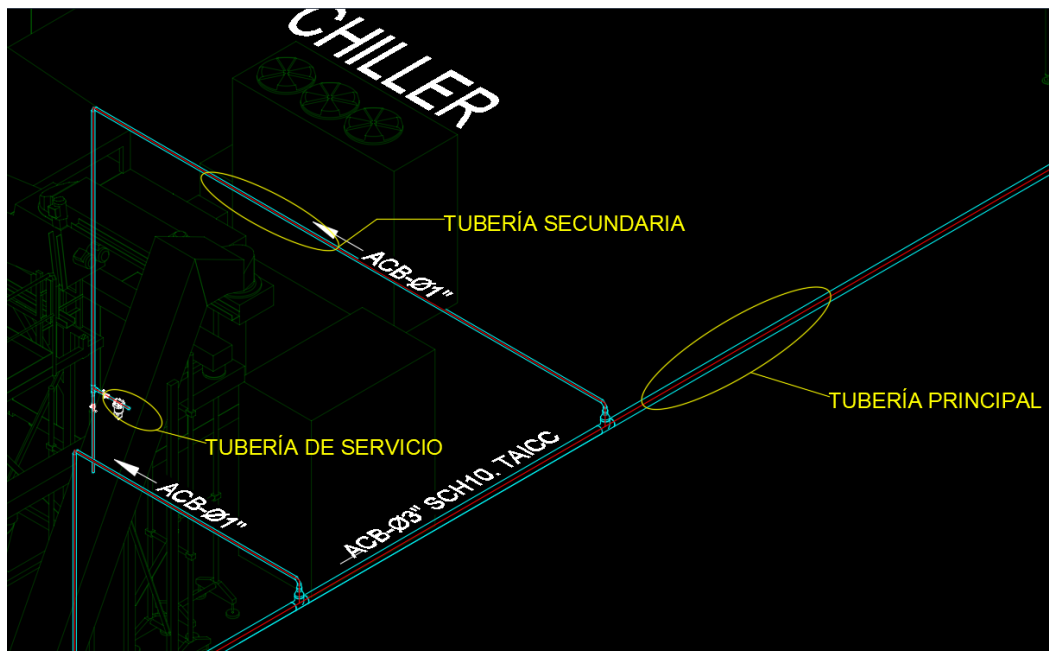 CHILLER
TUBERÍA SECUNDARIA
ACB-Ø1"
TUBERÍA PRINCIPAL
TUBERÍA DE SERVICIO
ACB-Ø3" SCH10. TAICC
ACB-Ø1"